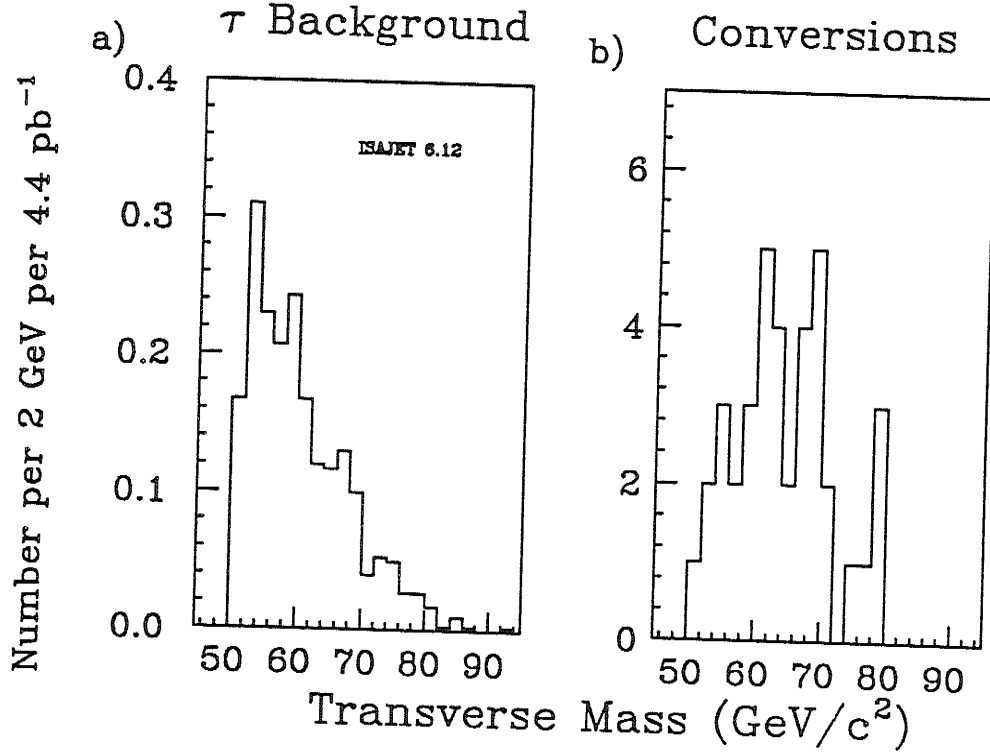 a) τ Background
b) Conversions
Number per 2 GeV per 4.4 pb⁻¹
0.4
0.3
0.2
0.1
0.0
ISAJET 6.12
50 60 70 80 90
6
4
2
0
50 60 70 80 90
Transverse Mass (GeV/c²)